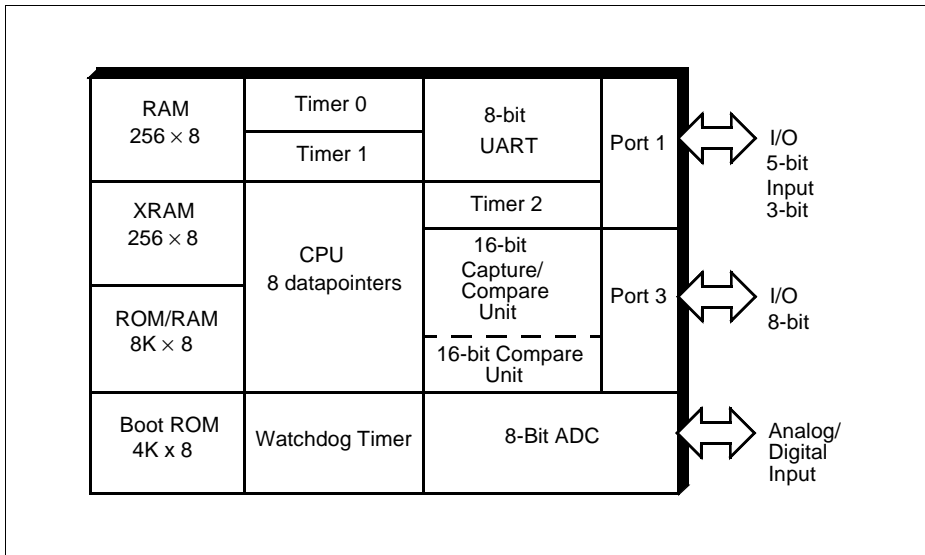 RAM
256 × 8
Timer 0
Timer 1
8-bit
UART
Port 1
I/O
5-bit
Input
3-bit
XRAM
256 × 8
CPU
8 datapointers
Timer 2
16-bit
Capture/
Compare
Unit
Port 3
I/O
8-bit
ROM/RAM
8K × 8
16-bit Compare
Unit
Boot ROM
4K x 8
Watchdog Timer
8-Bit ADC
Analog/
Digital
Input